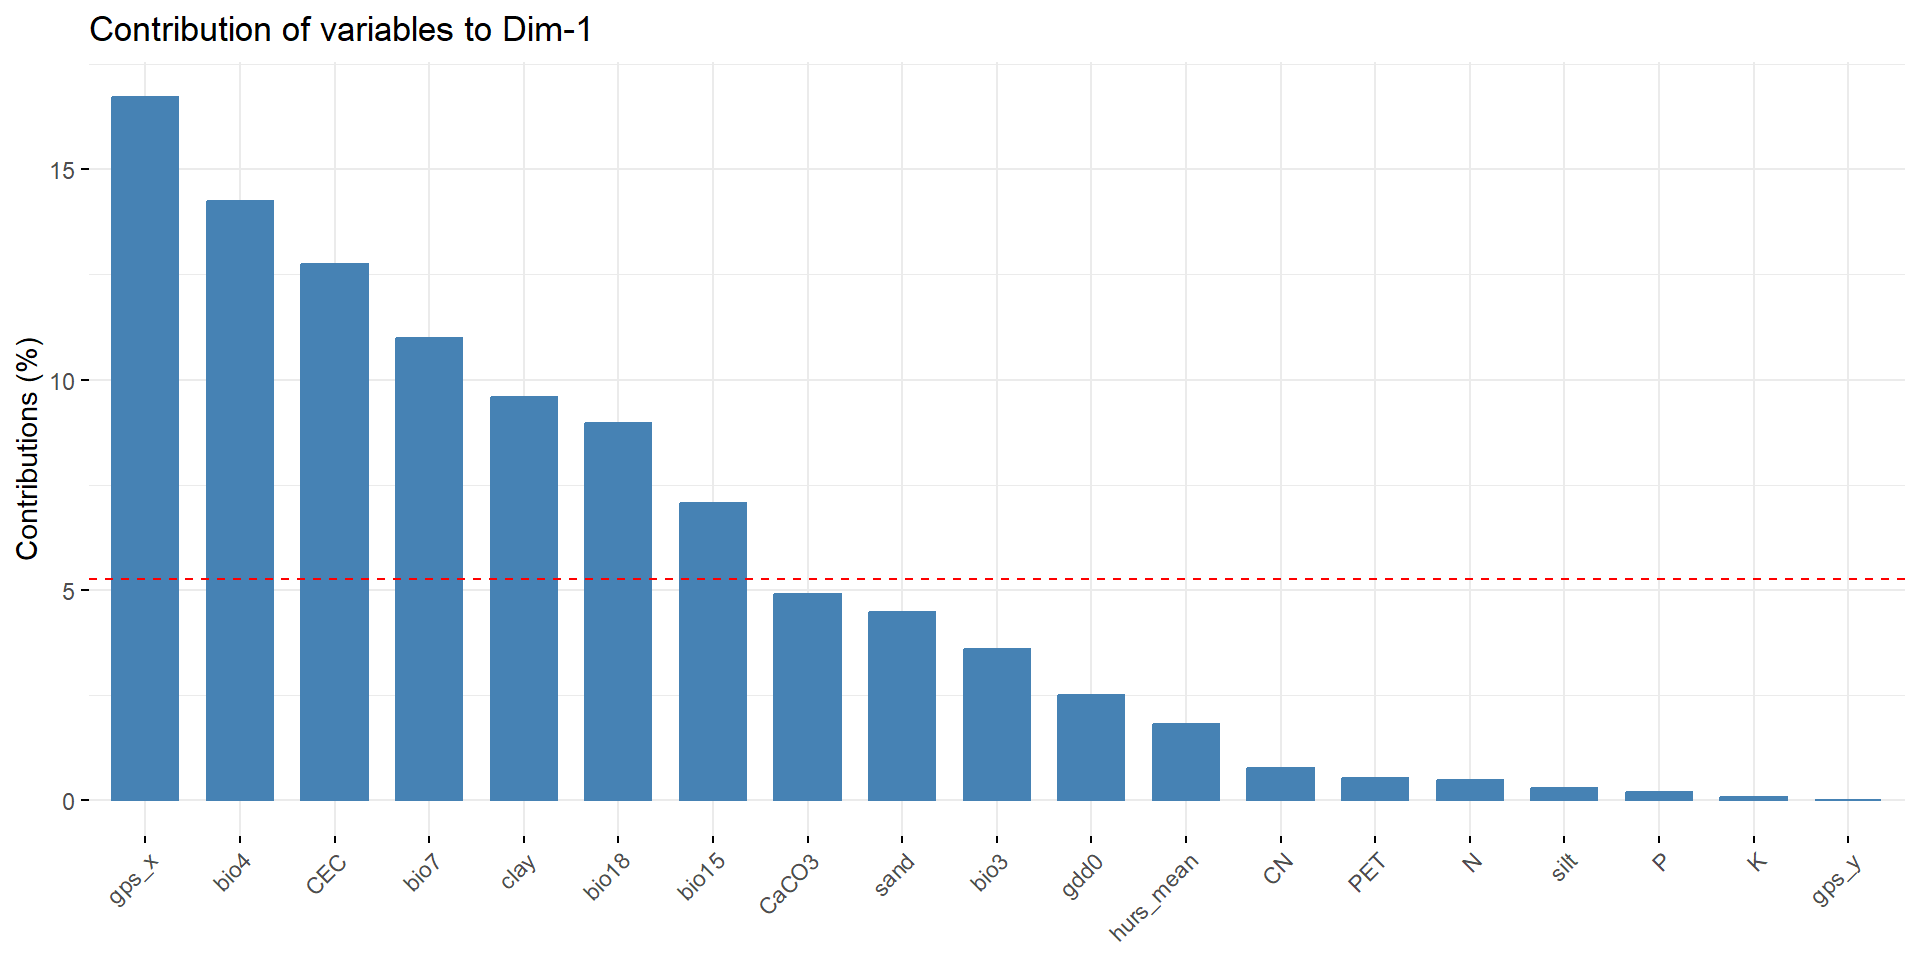 Contribution of variables to Dim-1
Contributions (%)
15
10
5
0
gps_x
bio4
CEC
bio7
clay
bio18
bio15
CaCO3
sand
bio3
gdd0
hurs_mean
CN
PET
N
silt
P
K
gps_y